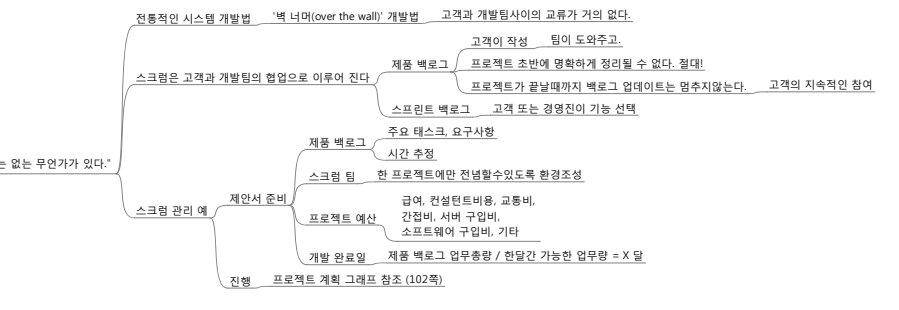 는 없는 무언가가 있다."
전통적인 시스템 개발법
'벽 너머(over the wall)' 개발법
고객과 개발팀사이의 교류가 거의 없다.
스크럼은 고객과 개발팀의 협업으로 이루어 진다
제품 백로그
고객이 작성
팀이 도와주고.
프로젝트 초반에 명확하게 정리될 수 없다. 절대!
프로젝트가 끝날때까지 백로그 업데이트는 멈추지않는다.
고객의 지속적인 참여
스프린트 백로그
고객 또는 경영진이 기능 선택
스크럼 관리 예
제안서 준비
제품 백로그
주요 태스크, 요구사항
시간 추정
스크럼 팀
한 프로젝트에만 전념할수있도록 환경조성
프로젝트 예산
급여, 컨설턴트비용, 교통비,
간접비, 서버 구입비,
소프트웨어 구입비, 기타
개발 완료일
제품 백로그 업무총량 / 한달간 가능한 업무량 = X 달
진행
프로젝트 계획 그래프 참조 (102쪽)